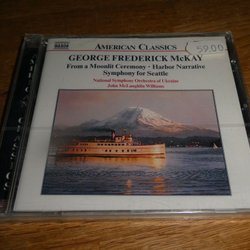 NAXOS
AMERICAN CLASSICS
5900
GEORGE FREDERICK McKAY
From a Moonlit Ceremony • Harbor Narrative
Symphony for Seattle
National Symphony Orchestra of Ukraine
John McLaughlin Williams